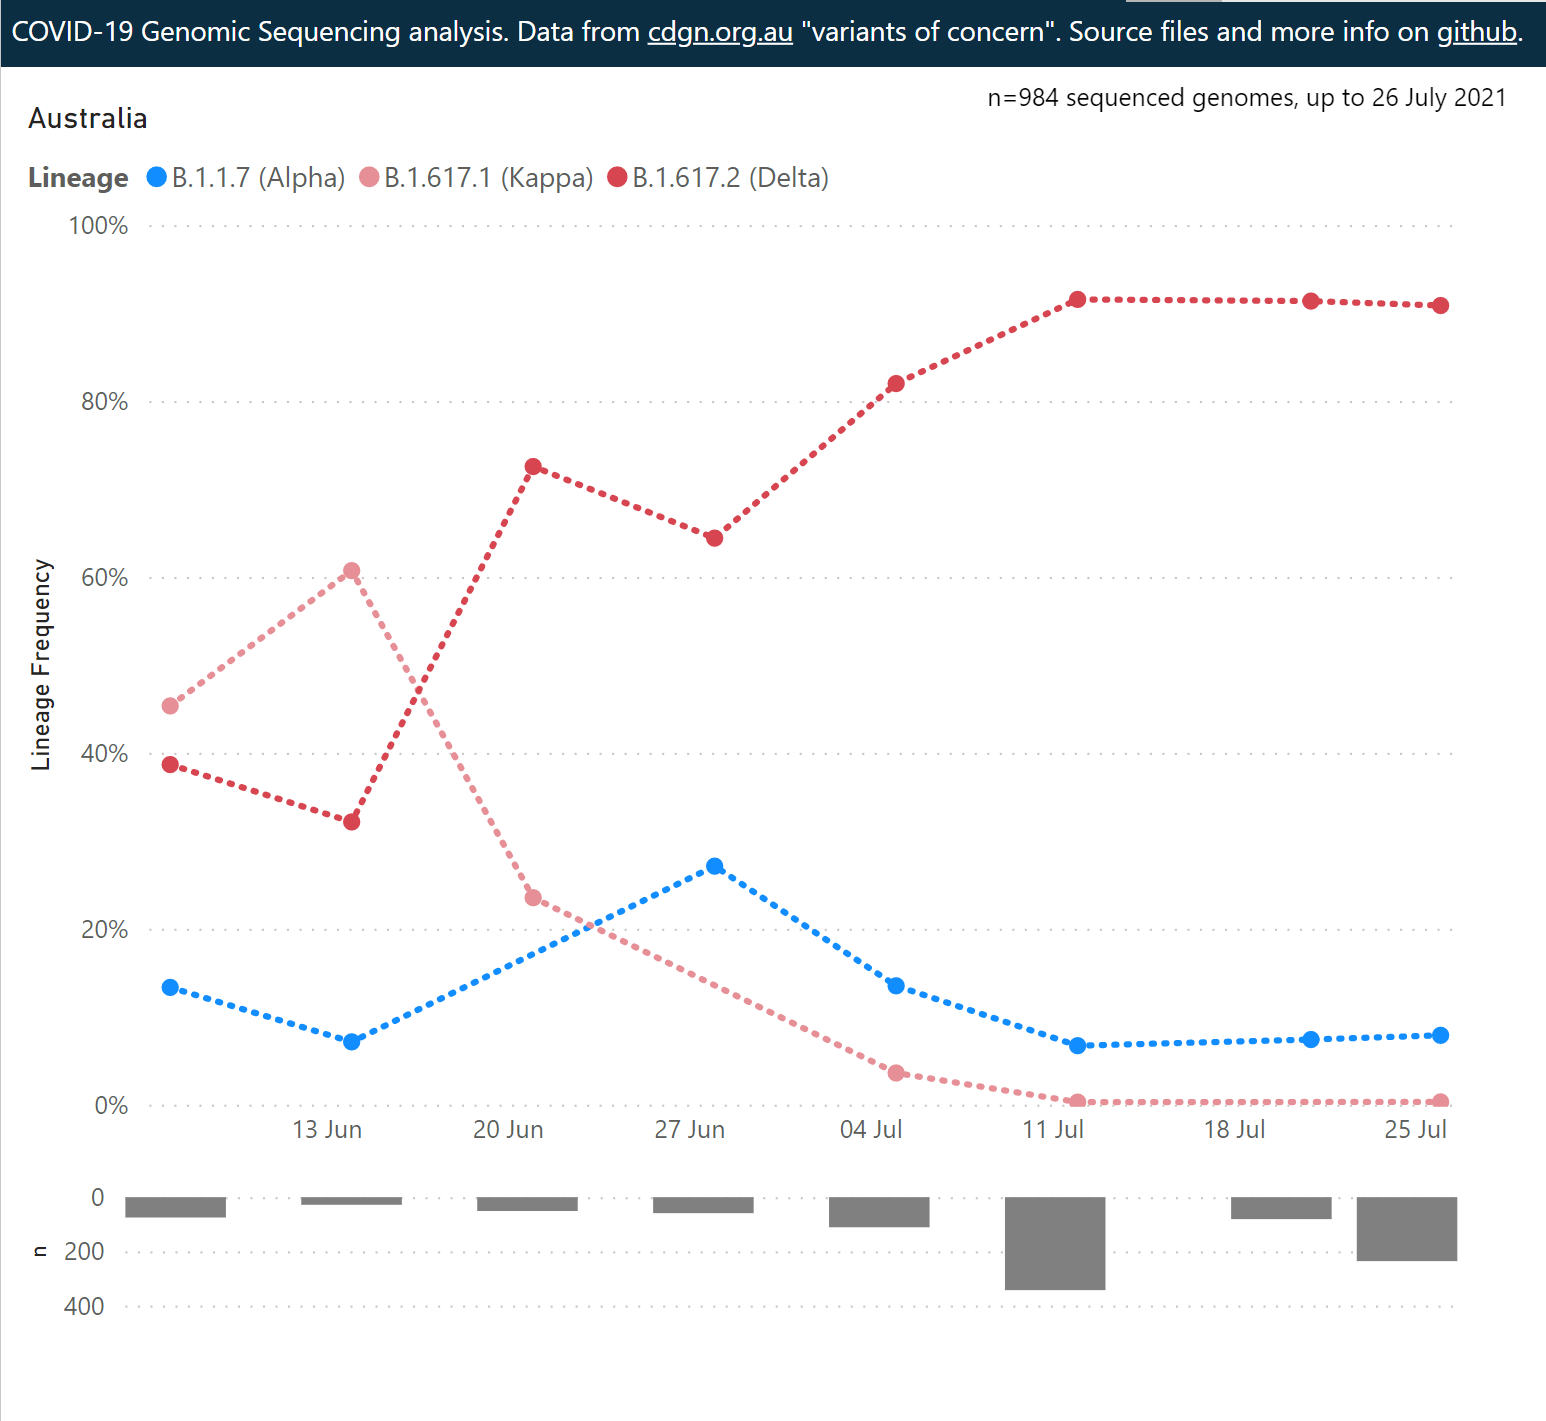 COVID-19 Genomic Sequencing analysis. Data from cdgn.org.au "variants of concern". Source files and more info on github.
n=984 sequenced genomes, up to 26 July 2021
Australia
Lineage B.1.1.7 (Alpha) B.1.617.1 (Kappa) B.1.617.2 (Delta)
100%
80%
60%
40%
20%
0%
Lineage Frequency
13 Jun 20 Jun 27 Jun 04 Jul 11 Jul 18 Jul 25 Jul
0
200
400
n